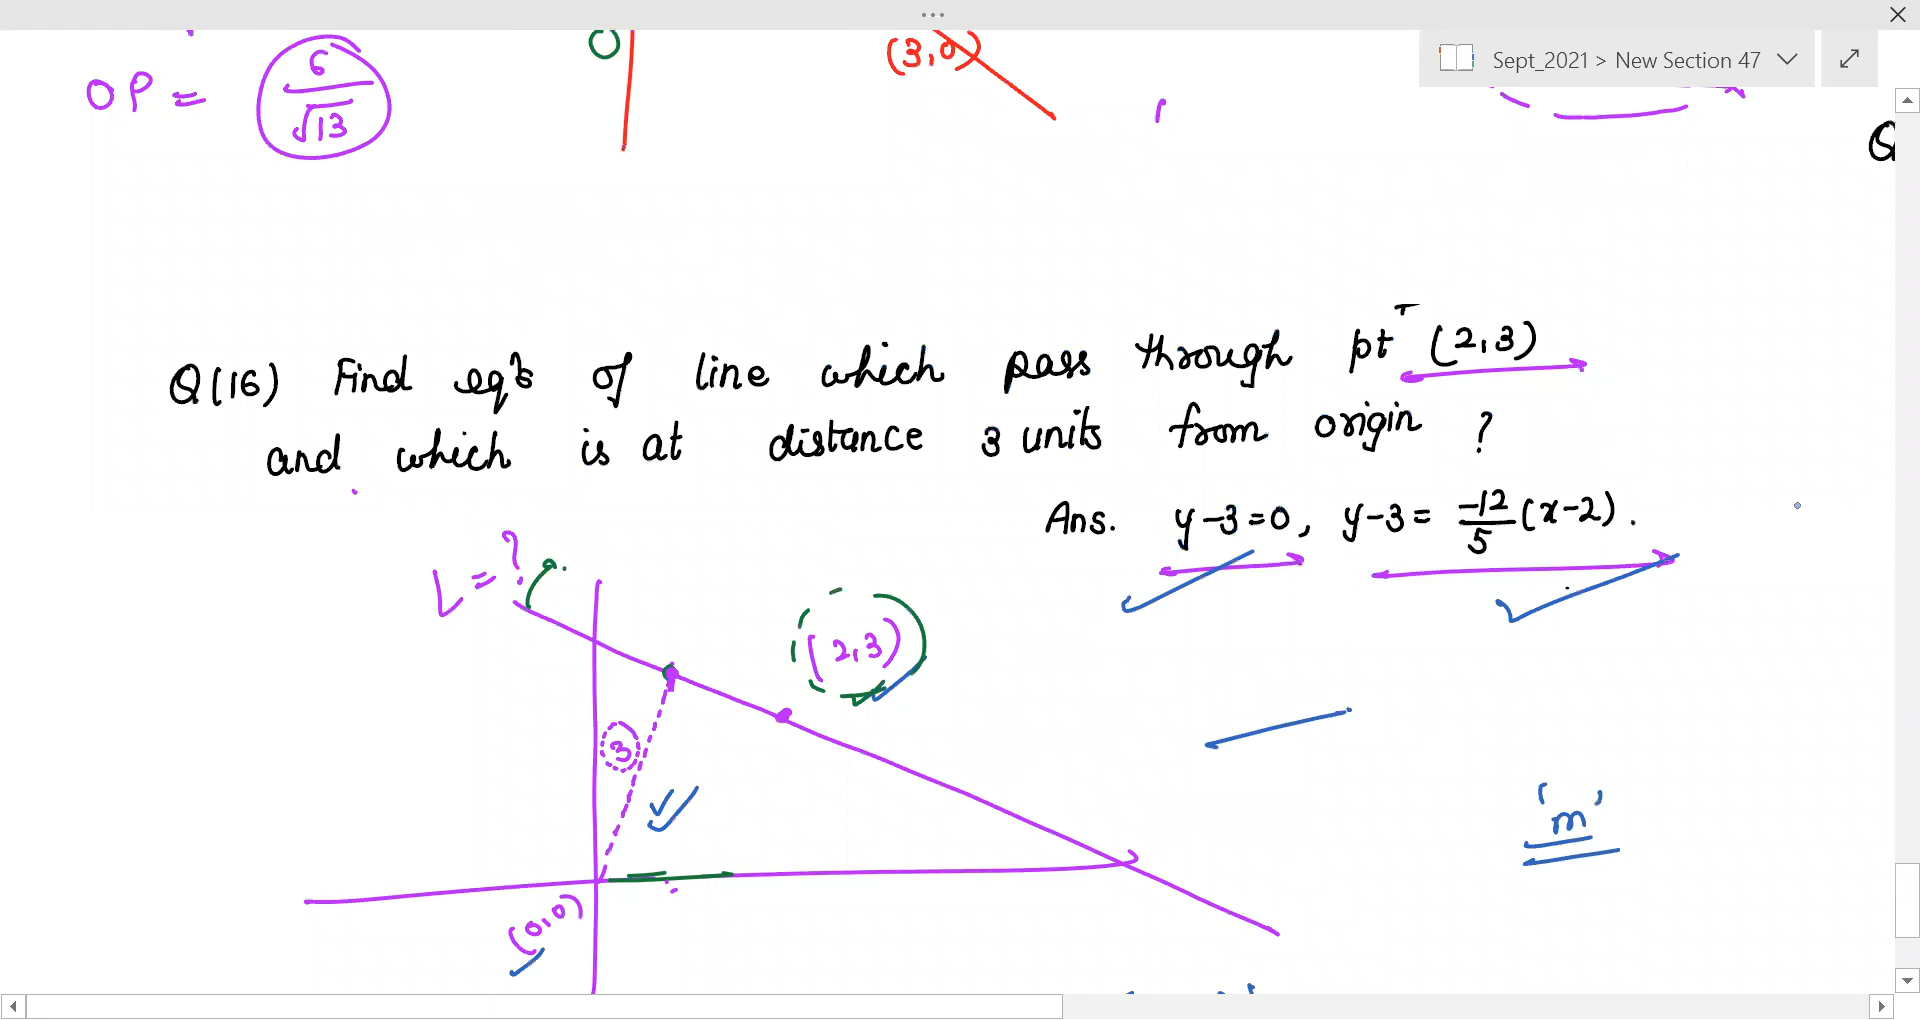 Sept_2021 > New Section 47
OP = 6/√13
O
(3,0)
Q
Q(16) Find eq's of line which pass through pt (2,3)
and which is at distance 3 units from origin ?
Ans. y-3=0, y-3= -12/5 (x-2).
L=?
(2,3)
3
'm'
(0,0)